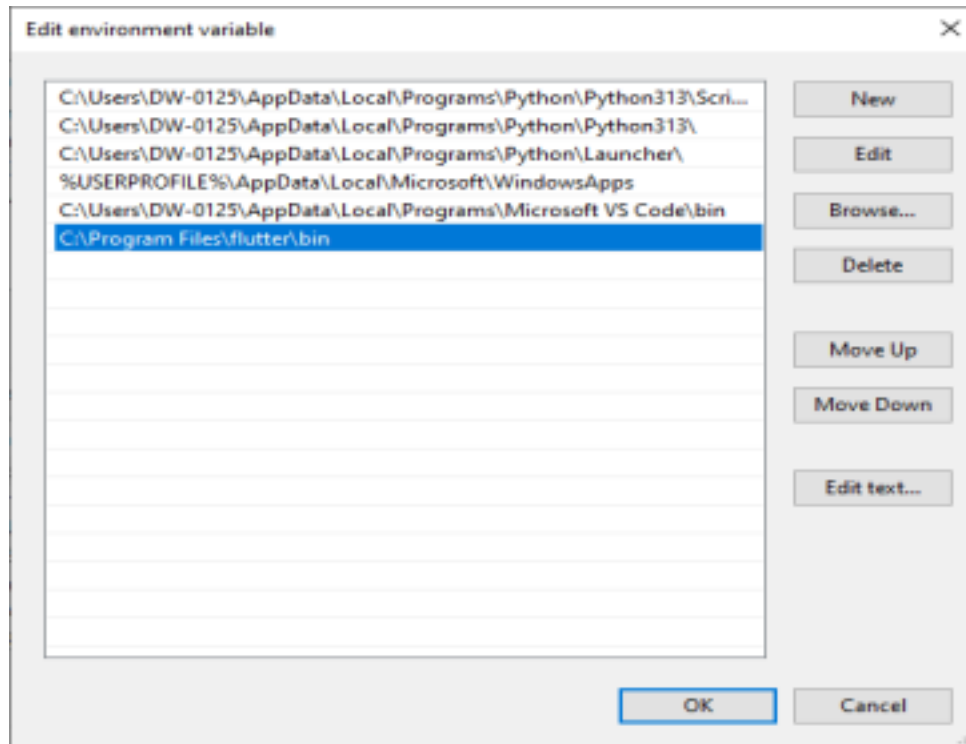 Edit environment variable
C:\Users\DW-0125\AppData\Local\Programs\Python\Python313\Scri...
C:\Users\DW-0125\AppData\Local\Programs\Python\Python313\
C:\Users\DW-0125\AppData\Local\Programs\Python\Launcher\
%USERPROFILE%\AppData\Local\Microsoft\WindowsApps
C:\Users\DW-0125\AppData\Local\Programs\Microsoft VS Code\bin
C:\Program Files\flutter\bin
New
Edit
Browse...
Delete
Move Up
Move Down
Edit text...
OK
Cancel